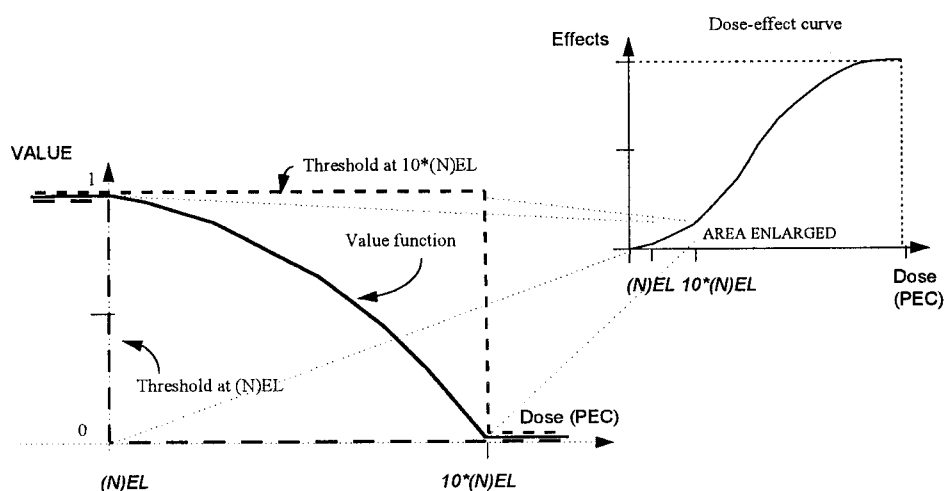 Dose-effect curve
Effects
VALUE
1
Threshold at 10*(N)EL
Value function
AREA ENLARGED
(N)EL 10*(N)EL
Dose
(PEC)
Threshold at (N)EL
Dose (PEC)
0
(N)EL
10*(N)EL